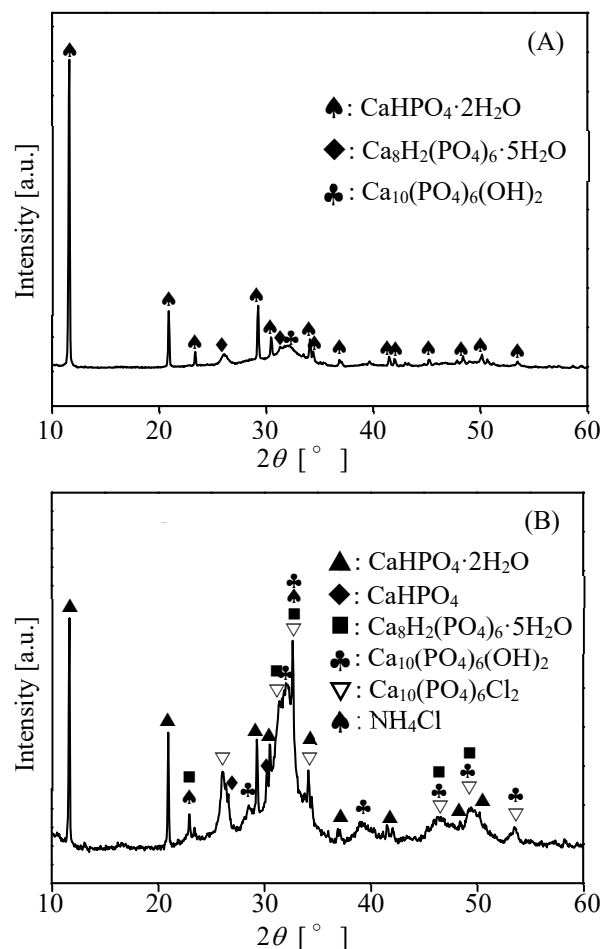 (A)
♠: CaHPO₄·2H₂O
◆: Ca₈H₂(PO₄)₆·5H₂O
♣: Ca₁₀(PO₄)₆(OH)₂
Intensity [a.u.]
10 20 30 40 50 60
2θ [°]
(B)
▲: CaHPO₄·2H₂O
◆: CaHPO₄
■: Ca₈H₂(PO₄)₆·5H₂O
♣: Ca₁₀(PO₄)₆(OH)₂
▽: Ca₁₀(PO₄)₆Cl₂
♠: NH₄Cl
Intensity [a.u.]
10 20 30 40 50 60
2θ [°]